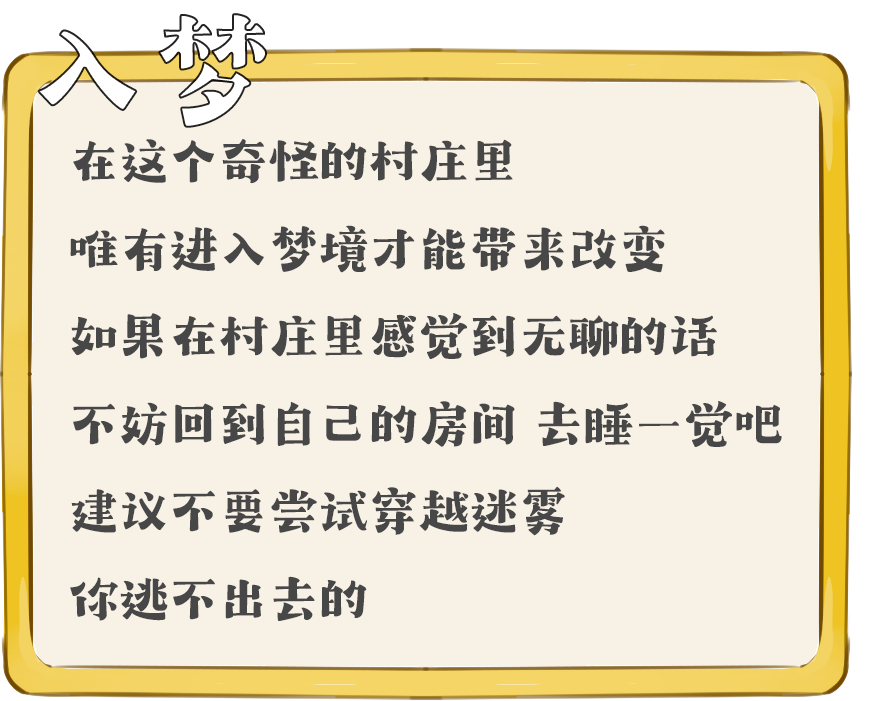 入梦
在这个奇怪的村庄里
唯有进入梦境才能带来改变
如果在村庄里感觉到无聊的话
不妨回到自己的房间 去睡一觉吧
建议不要尝试穿越迷雾
你逃不出去的